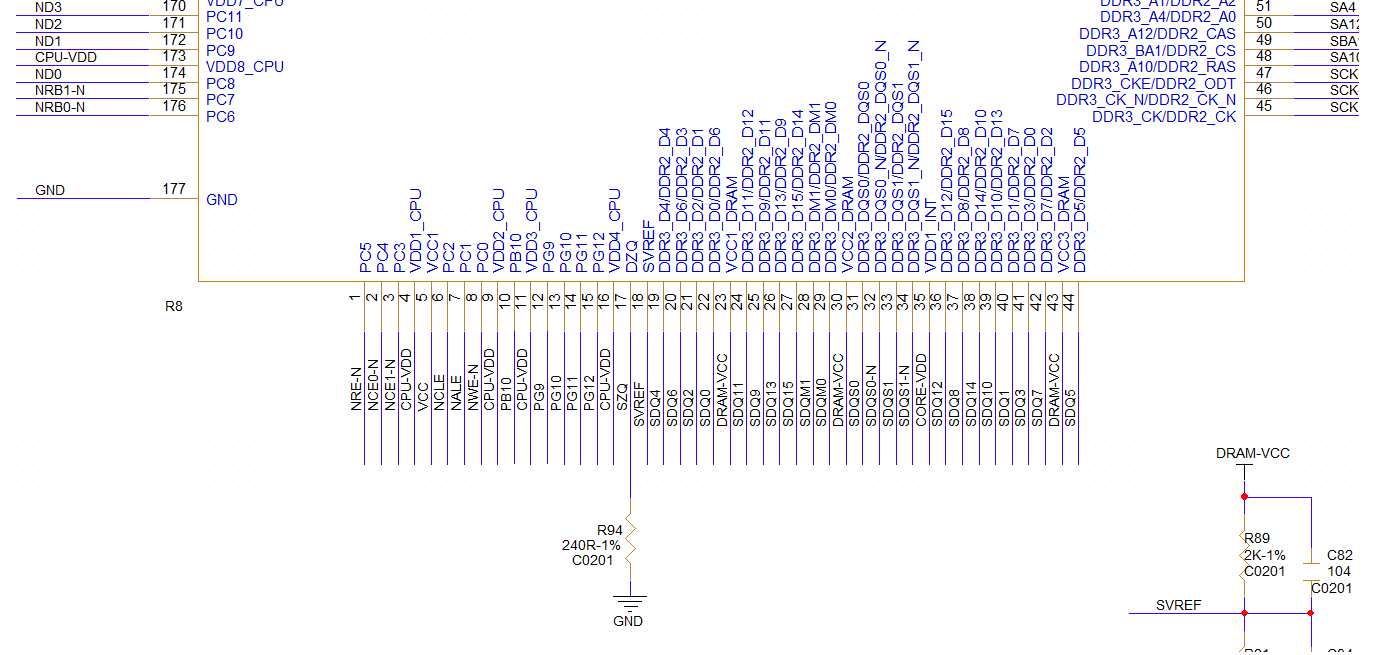 ND3 170 VDD7_CPU
ND2 171 PC11
ND1 172 PC10
CPU-VDD 173 PC9
ND0 174 VDD8_CPU
NRB1-N 175 PC8
NRB0-N 176 PC7
PC6
GND 177 GND
DDR3_A1/DDR2_A2 51 SA4
DDR3_A4/DDR2_A0 50 SA12
DDR3_A12/DDR2_CAS 49 SBA
DDR3_BA1/DDR2_CS 48 SA10
DDR3_A10/DDR2_RAS 47 SCK
DDR3_CKE/DDR2_ODT 46 SCK
DDR3_CK_N/DDR2_CK_N 45 SCK
DDR3_CK/DDR2_CK
PC5
PC4
PC3
VDD1_CPU
VCC1
PC2
PC1
PC0
VDD2_CPU
PB10
VDD3_CPU
PG9
PG10
PG11
PG12
VDD4_CPU
DZQ
SVREF
DDR3_D4/DDR2_D4
DDR3_D6/DDR2_D3
DDR3_D2/DDR2_D1
DDR3_D0/DDR2_D6
VCC1_DRAM
DDR3_D11/DDR2_D12
DDR3_D9/DDR2_D11
DDR3_D13/DDR2_D9
DDR3_D15/DDR2_D14
DDR3_DM1/DDR2_DM1
DDR3_DM0/DDR2_DM0
VCC2_DRAM
DDR3_DQS0/DDR2_DQS0
DDR3_DQS0_N/DDR2_DQS0_N
DDR3_DQS1/DDR2_DQS1
DDR3_DQS1_N/DDR2_DQS1_N
VDD1_INT
DDR3_D12/DDR2_D15
DDR3_D8/DDR2_D8
DDR3_D14/DDR2_D10
DDR3_D10/DDR2_D13
DDR3_D1/DDR2_D7
DDR3_D3/DDR2_D0
DDR3_D7/DDR2_D2
VCC3_DRAM
DDR3_D5/DDR2_D5
R8
1 2 3 4 5 6 7 8 9 10 11 12 13 14 15 16 17 18 19 20 21 22 23 24 25 26 27 28 29 30 31 32 33 34 35 36 37 38 39 40 41 42 43 44
NRE-N
NCE0-N
NCE1-N
CPU-VDD
VCC
NCLE
NALE
NWE-N
CPU-VDD
PB10
CPU-VDD
PG9
PG10
PG11
PG12
CPU-VDD
SZQ
SVREF
SDQ4
SDQ6
SDQ2
SDQ0
DRAM-VCC
SDQ11
SDQ9
SDQ13
SDQ15
SDQM1
SDQM0
DRAM-VCC
SDQS0
SDQS0-N
SDQS1
SDQS1-N
CORE-VDD
SDQ12
SDQ8
SDQ14
SDQ10
SDQ1
SDQ3
SDQ7
DRAM-VCC
SDQ5
R94
240R-1%
C0201
GND
DRAM-VCC
R89
2K-1%
C0201
C82
104
C0201
SVREF